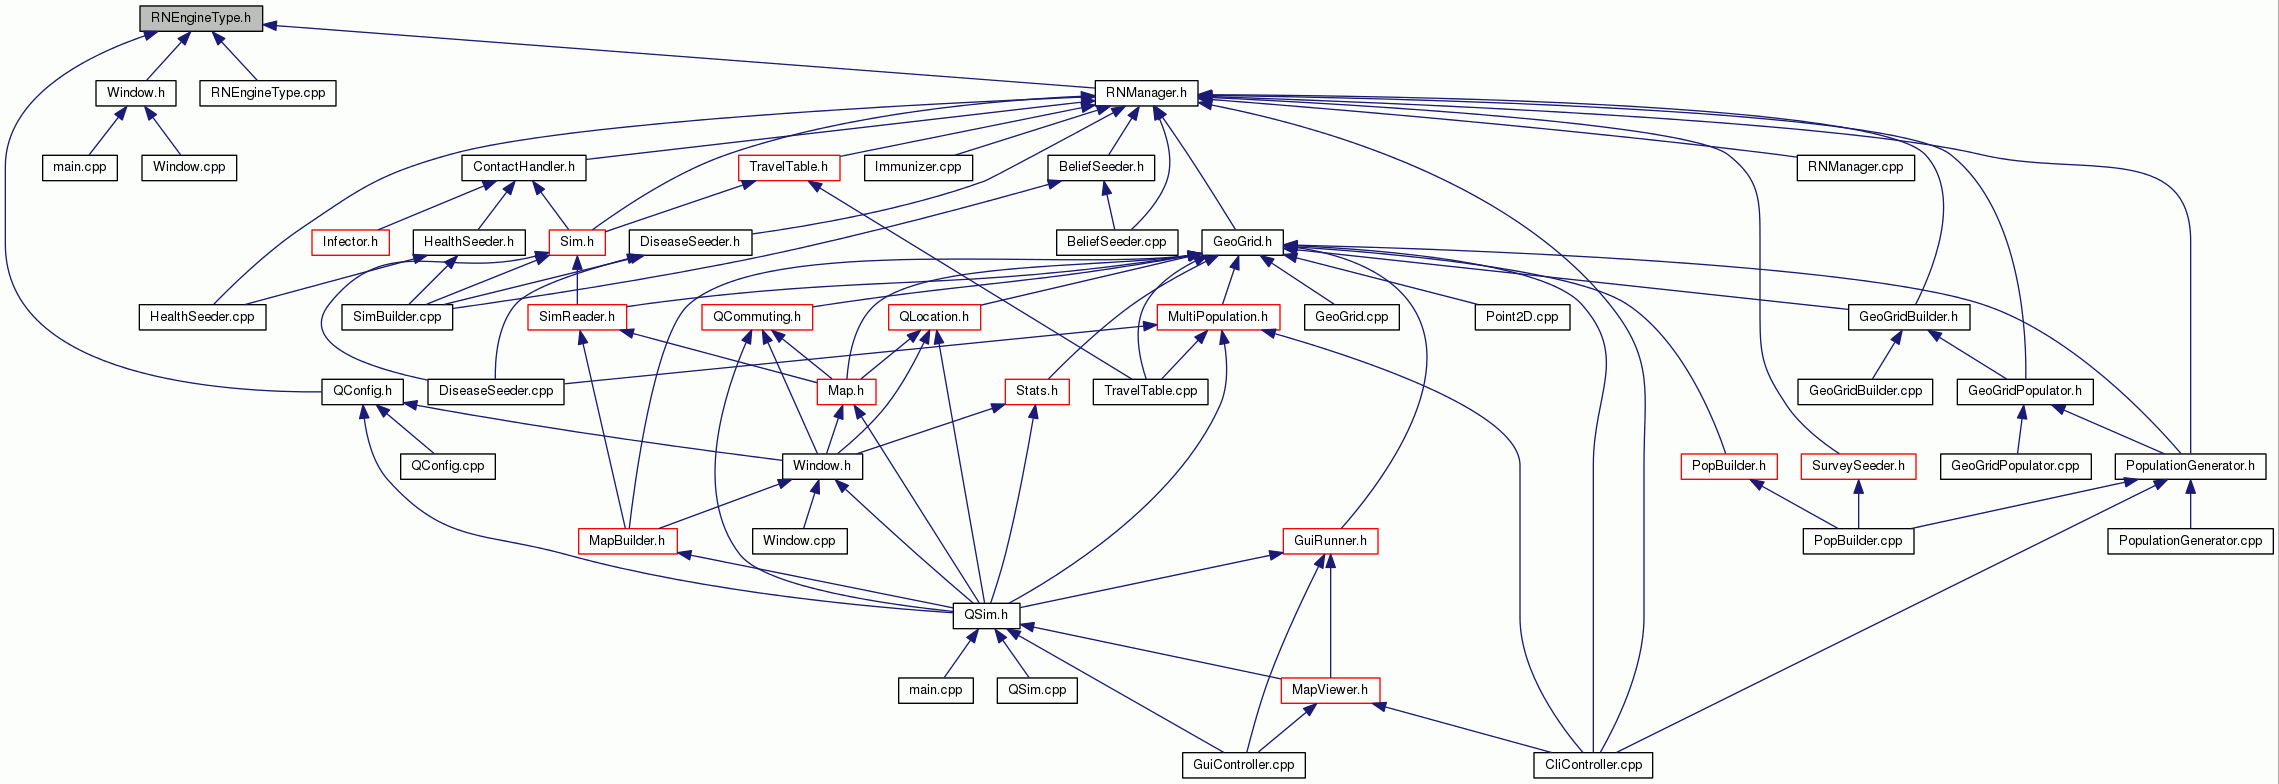 RNEngineType.h
Window.h
RNEngineType.cpp
RNManager.h
main.cpp
Window.cpp
ContactHandler.h
TravelTable.h
Immunizer.cpp
BeliefSeeder.h
RNManager.cpp
Infector.h
HealthSeeder.h
Sim.h
DiseaseSeeder.h
BeliefSeeder.cpp
GeoGrid.h
HealthSeeder.cpp
SimBuilder.cpp
SimReader.h
QCommuting.h
QLocation.h
MultiPopulation.h
GeoGrid.cpp
Point2D.cpp
GeoGridBuilder.h
QConfig.h
DiseaseSeeder.cpp
Map.h
Stats.h
TravelTable.cpp
GeoGridBuilder.cpp
GeoGridPopulator.h
QConfig.cpp
Window.h
PopBuilder.h
SurveySeeder.h
GeoGridPopulator.cpp
PopulationGenerator.h
MapBuilder.h
Window.cpp
GuiRunner.h
PopBuilder.cpp
PopulationGenerator.cpp
QSim.h
main.cpp
QSim.cpp
MapViewer.h
GuiController.cpp
CliController.cpp